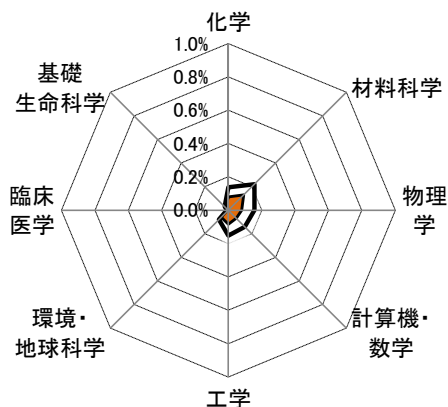 化学
1.0%
0.8%
0.6%
0.4%
0.2%
0.0%
基礎
生命科学
材料科学
臨床
医学
物理
学
環境・
地球科学
計算機・
数学
工学